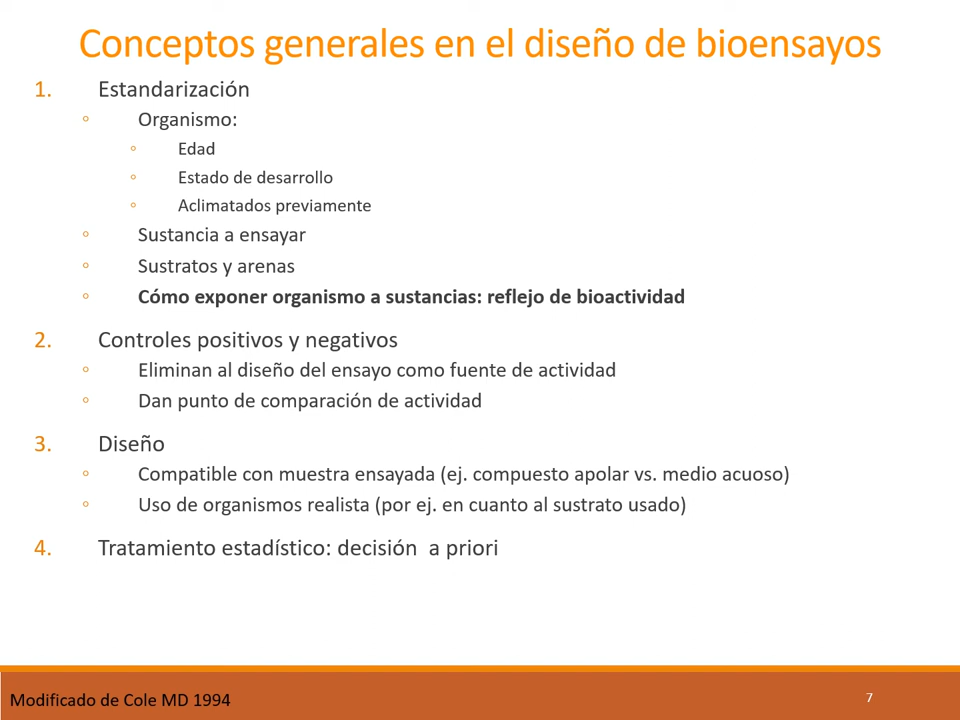 Conceptos generales en el diseño de bioensayos
1. Estandarización
◦ Organismo:
◦ Edad
◦ Estado de desarrollo
◦ Aclimatados previamente
◦ Sustancia a ensayar
◦ Sustratos y arenas
◦ Cómo exponer organismo a sustancias: reflejo de bioactividad
2. Controles positivos y negativos
◦ Eliminan al diseño del ensayo como fuente de actividad
◦ Dan punto de comparación de actividad
3. Diseño
◦ Compatible con muestra ensayada (ej. compuesto apolar vs. medio acuoso)
◦ Uso de organismos realista (por ej. en cuanto al sustrato usado)
4. Tratamiento estadístico: decisión  a priori
Modificado de Cole MD 1994
7